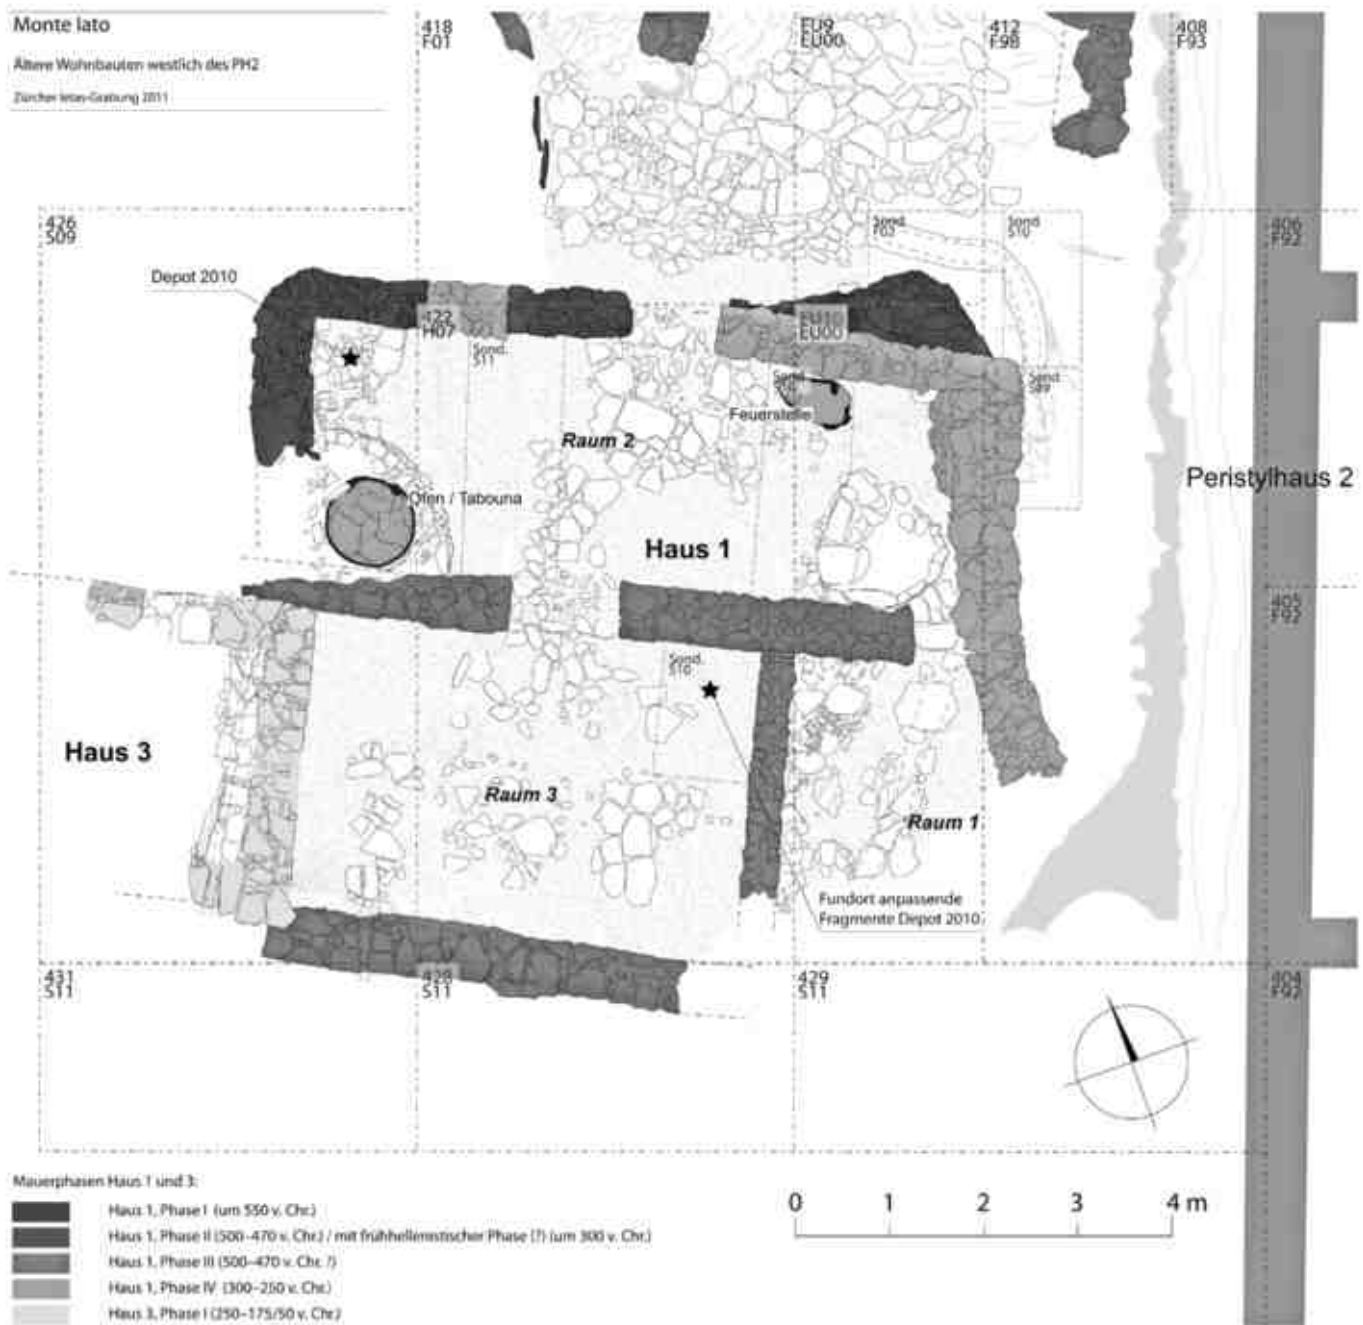 Monte Iato
Ältere Wohnbauten westlich des PH2
Zürcher Ietas-Grabung 2011
418
F01
EU9
EU00
412
F98
408
F93
426
S09
Sond.
F03
Sond.
S10
406
F92
Depot 2010
422
H07
Sond.
S11
EU10
EU00
Sond.
Sond.
S09
Feuerstelle
Raum 2
Peristylhaus 2
Ofen / Tabouna
Haus 1
405
F92
Sond.
S10
Haus 3
Raum 3
Raum 1
Fundort anpassende
Fragmente Depot 2010
431
S11
428
S11
429
S11
404
F92
Mauerphasen Haus 1 und 3:
Haus 1, Phase I (um 550 v. Chr.)
Haus 1, Phase II (500–470 v. Chr.) / mit frühhellenistischer Phase (?) (um 300 v. Chr.)
Haus 1, Phase III (500–470 v. Chr. ?)
Haus 1, Phase IV (300–250 v. Chr.)
Haus 3, Phase I (250–175/50 v. Chr.)
0 1 2 3 4 m